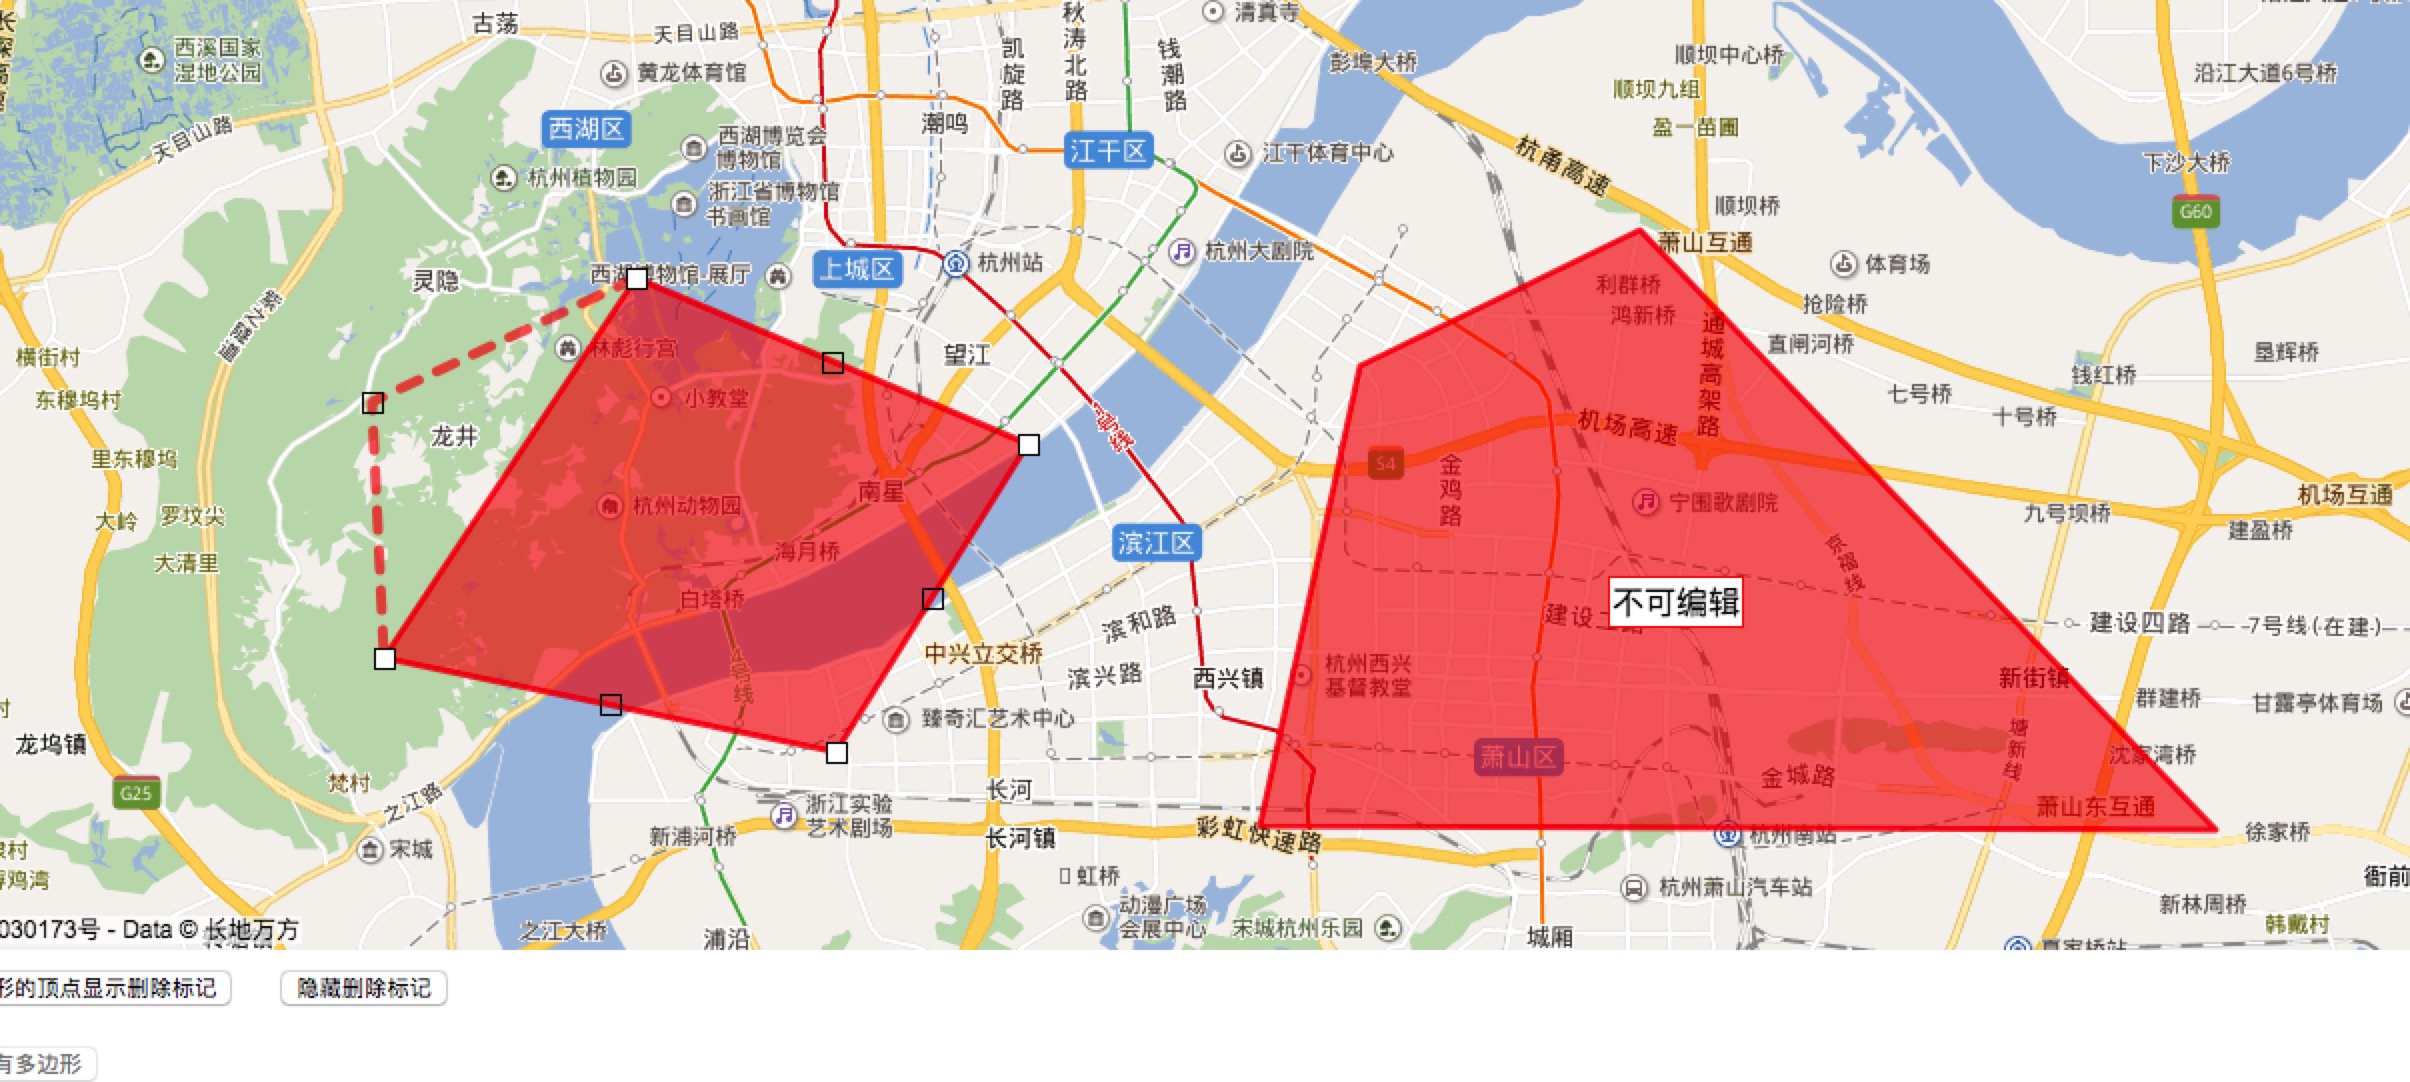 古荡
天目山路
秋涛北路
清真寺
凯旋路
钱潮路
彭埠大桥
顺坝中心桥
沿江大道6号桥
西溪国家
湿地公园
黄龙体育馆
顺坝九组
盈一苗圃
西湖区
潮鸣
江干区
江干体育中心
杭甬高速
下沙大桥
天目山路
西湖博览会
博物馆
杭州植物园
浙江省博物馆
书画馆
顺坝桥
G60
萧山互通
灵隐
西湖博物馆-展厅
上城区
杭州站
杭州大剧院
体育场
利群桥
抢险桥
鸿新桥
紫之隧道
横街村
林彪行宫
望江
通城高架路
直闸河桥
垦辉桥
钱红桥
七号桥
东穆坞村
小教堂
1号线
机场高速
十号桥
龙井
里东穆坞
S4
金鸡路
南星
宁围歌剧院
机场互通
大岭
罗坟尖
杭州动物园
九号坝桥
建盈桥
滨江区
海月桥
大清里
京福线
白塔桥
不可编辑
滨和路
建设四路
7号线(在建)
中兴立交桥
滨兴路
西兴镇
杭州西兴
基督教堂
新街镇
4号线
群建桥
甘露亭体育场
臻奇汇艺术中心
龙坞镇
塘新线
沈家湾桥
萧山区
金城路
梵村
G25
之江路
长河
浙江实验
艺术剧场
萧山东互通
新浦河桥
长河镇
彩虹快速路
杭州南站
徐家桥
宋城
虹桥
杭州萧山汽车站
衙前
动漫广场
会展中心
宋城杭州乐园
新林周桥
韩戴村
030173号 - Data © 长地万方
之江大桥
浦沿
城厢
形的顶点显示删除标记
隐藏删除标记
有多边形